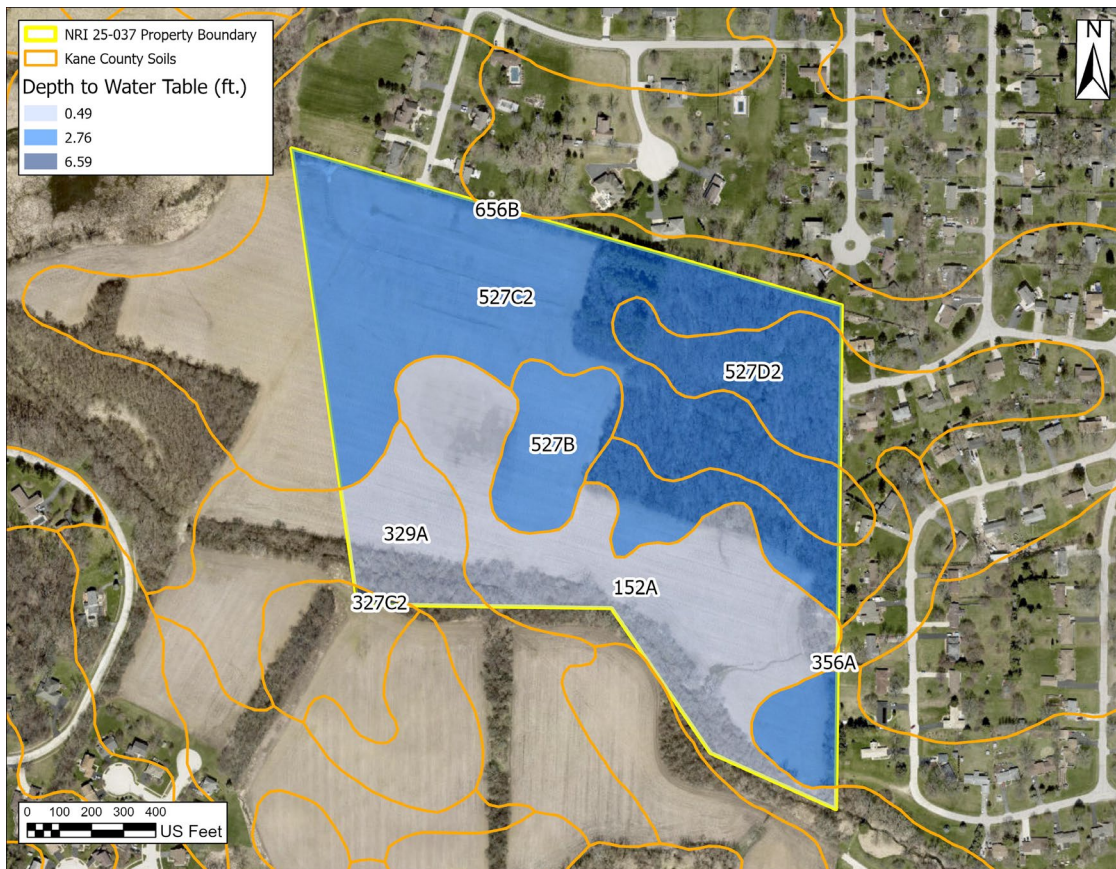 NRI 25-037 Property Boundary
Kane County Soils
Depth to Water Table (ft.)
0.49
2.76
6.59
N
656B
527C2
527D2
527B
329A
152A
327C2
356A
0 100 200 300 400
US Feet